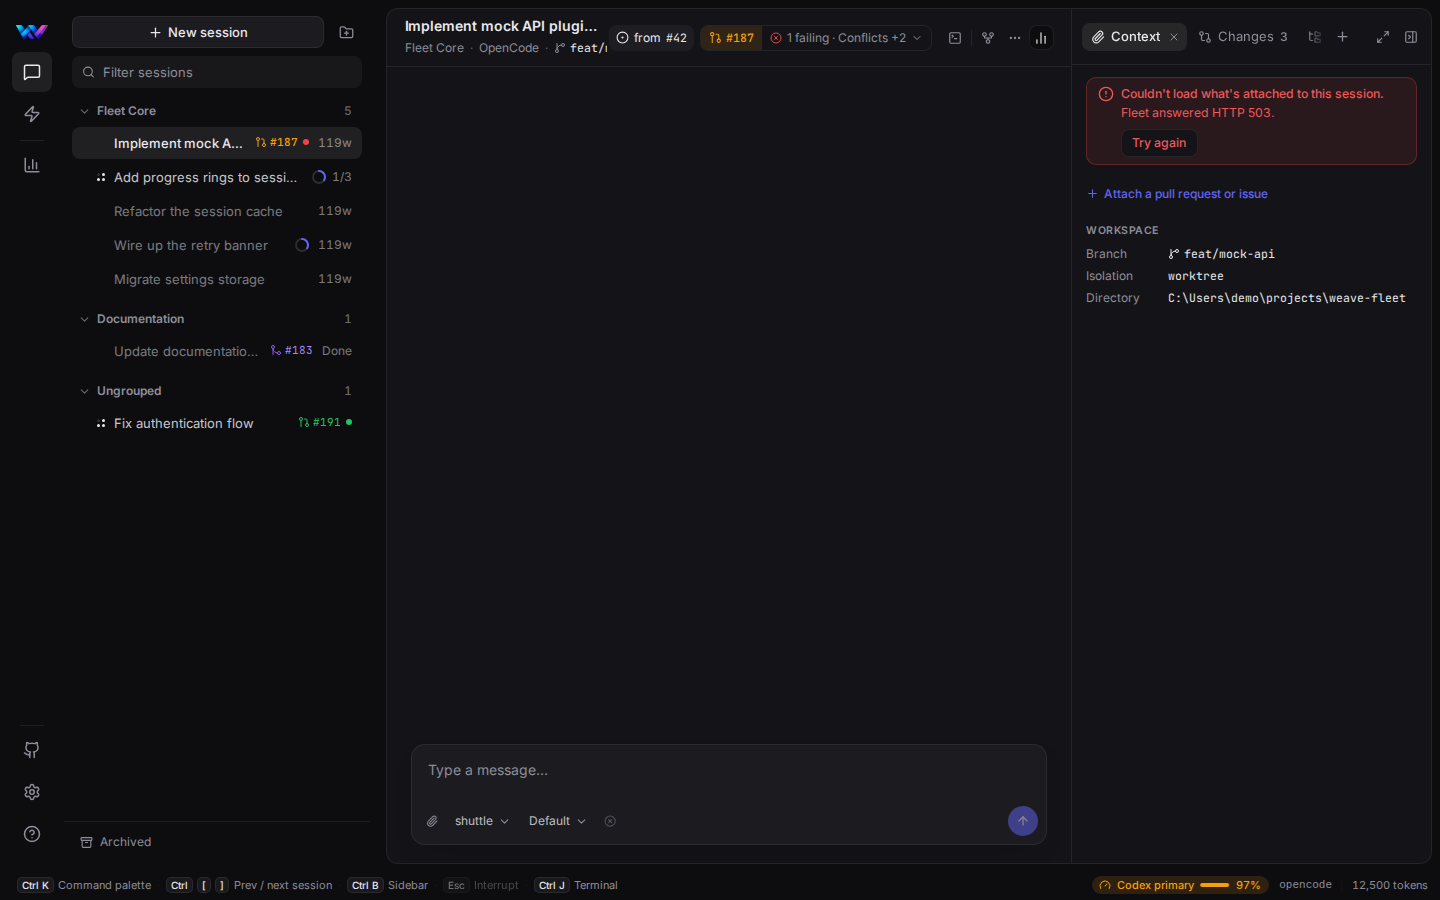 New session
Filter sessions
Fleet Core 5
Implement mock A... #187 119w
Add progress rings to sessi... 1/3
Refactor the session cache 119w
Wire up the retry banner 119w
Migrate settings storage 119w
Documentation 1
Update documentatio... #183 Done
Ungrouped 1
Fix authentication flow #191
Archived
Implement mock API plugi...
Fleet Core · OpenCode ·
from #42
#187
1 failing · Conflicts +2
Type a message...
shuttle
Default
Context
Changes 3
Couldn't load what's attached to this session.
Fleet answered HTTP 503.
Try again
Attach a pull request or issue
WORKSPACE
Branch feat/mock-api
Isolation worktree
Directory C:\Users\demo\projects\weave-fleet
Ctrl K Command palette Ctrl [ ] Prev / next session Ctrl B Sidebar Esc Interrupt Ctrl J Terminal
Codex primary 97% opencode 12,500 tokens